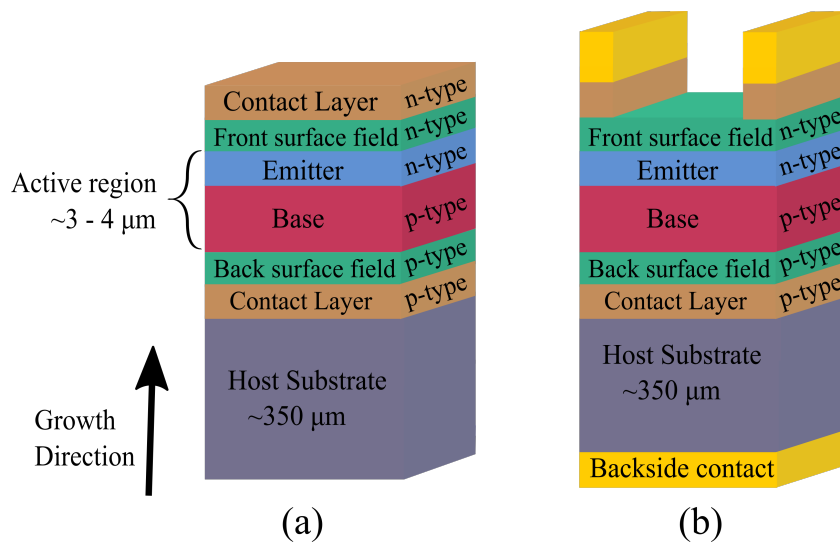 Contact Layer n-type
Front surface field n-type
Emitter n-type
Active region
~3 - 4 μm
Base p-type
Back surface field p-type
Contact Layer p-type
Host Substrate
~350 μm
Growth
Direction
(a)
Front surface field n-type
Emitter n-type
Base p-type
Back surface field p-type
Contact Layer p-type
Host Substrate
~350 μm
Backside contact
(b)